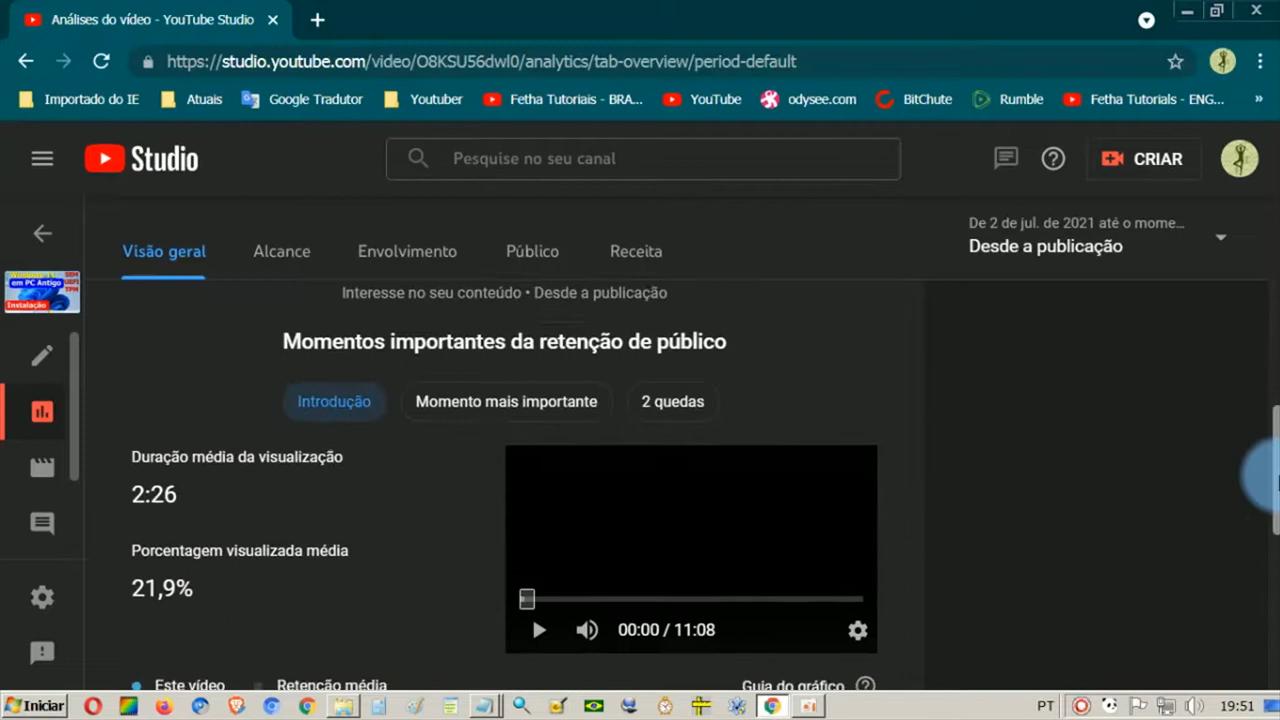 Análises do vídeo - YouTube Studio
https://studio.youtube.com/video/O8KSU56dwl0/analytics/tab-overview/period-default
Importado do IE Atuais Google Tradutor Youtuber Fetha Tutoriais - BRA... YouTube odysee.com BitChute Rumble Fetha Tutorials - ENG... »
Studio
Pesquise no seu canal
CRIAR
De 2 de jul. de 2021 até o mome...
Desde a publicação
Visão geral Alcance Envolvimento Público Receita
em PC Antigo
Instalação
Interesse no seu conteúdo • Desde a publicação
Momentos importantes da retenção de público
Introdução Momento mais importante 2 quedas
Duração média da visualização
2:26
Porcentagem visualizada média
21,9%
00:00 / 11:08
Este vídeo Retenção média Guia do gráfico
Iniciar PT 19:51